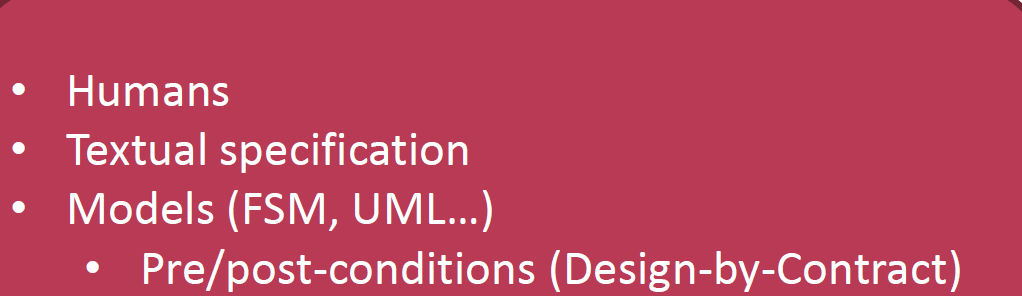 • Humans
• Textual specification
• Models (FSM, UML...)
• Pre/post-conditions (Design-by-Contract)